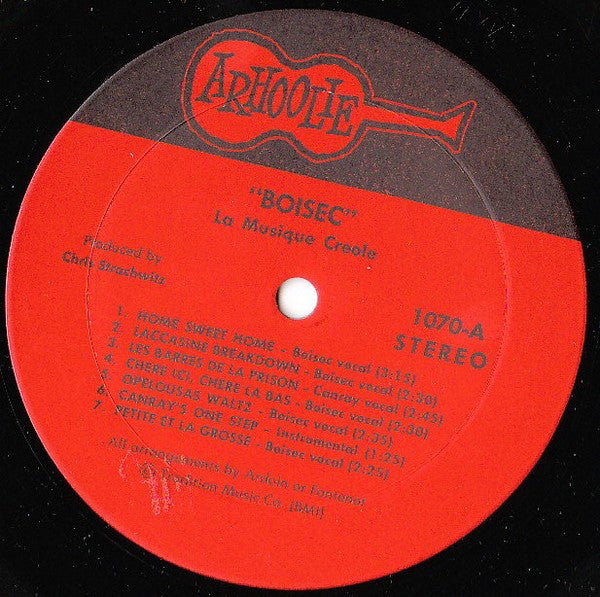 ARHOOLIE
"BOISEC"
La Musique Creole
Produced by
Chris Strachwitz
1070-A
STEREO
1. HOME SWEET HOME - Boisec vocal (3:15)
2. LACCASINE BREAKDOWN - Boisec vocal (2:30)
3. LES BARRES DE LA PRISON - Canray vocal (2:45)
4. CHERE ICI, CHERE LA BAS - Boisec vocal (2:30)
5. OPELOUSAS WALTZ - Boisec vocal (2:35)
6. CANRAY'S ONE STEP - Instrumental (1:25)
7. PETITE ET LA GROSSE - Boisec vocal (2:25)
All arrangements by Ardoin or Fontenot
Tradition Music Co. (BMI)